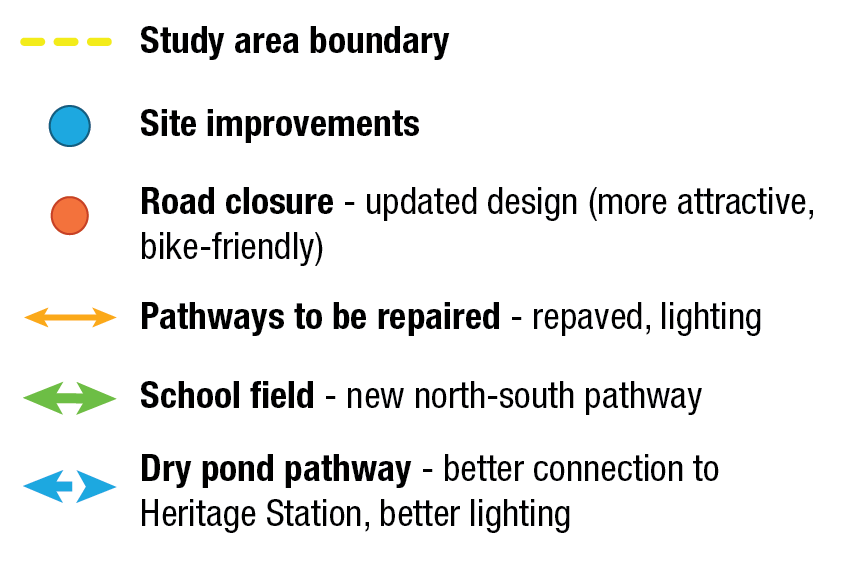 Study area boundary
Site improvements
Road closure - updated design (more attractive,
bike-friendly)
Pathways to be repaired - repaved, lighting
School field - new north-south pathway
Dry pond pathway - better connection to
Heritage Station, better lighting